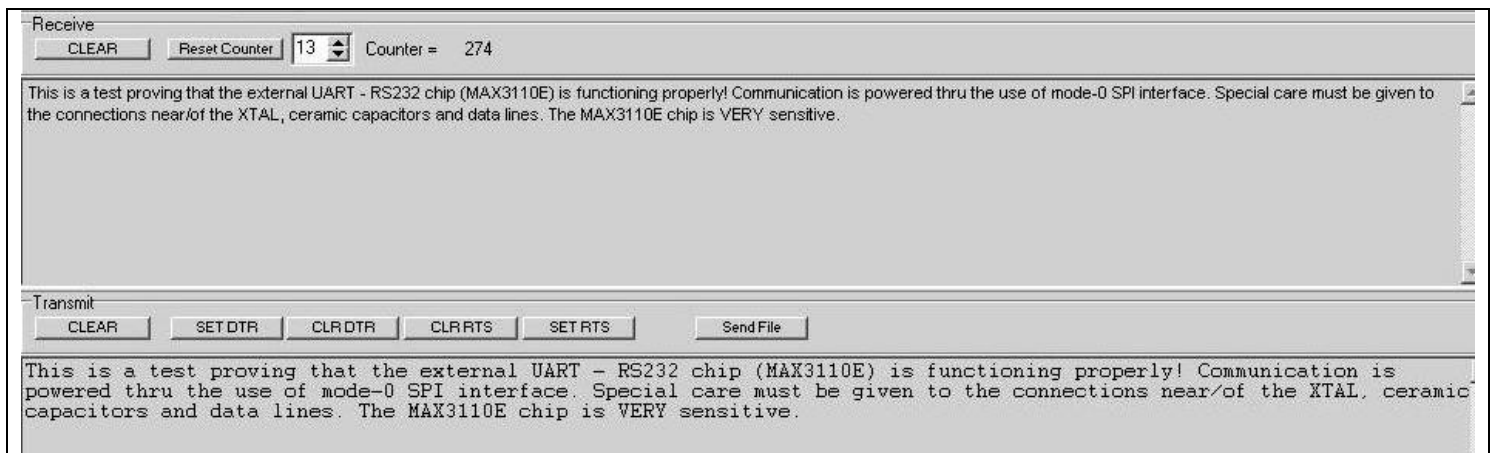 Receive
CLEAR Reset Counter 13 Counter = 274
This is a test proving that the external UART - RS232 chip (MAX3110E) is functioning properly! Communication is powered thru the use of mode-0 SPI interface. Special care must be given to
the connections near/of the XTAL, ceramic capacitors and data lines. The MAX3110E chip is VERY sensitive.
Transmit
CLEAR SET DTR CLR DTR CLR RTS SET RTS Send File
This is a test proving that the external UART – RS232 chip (MAX3110E) is functioning properly! Communication is
powered thru the use of mode-0 SPI interface. Special care must be given to the connections near/of the XTAL, ceramic
capacitors and data lines. The MAX3110E chip is VERY sensitive.